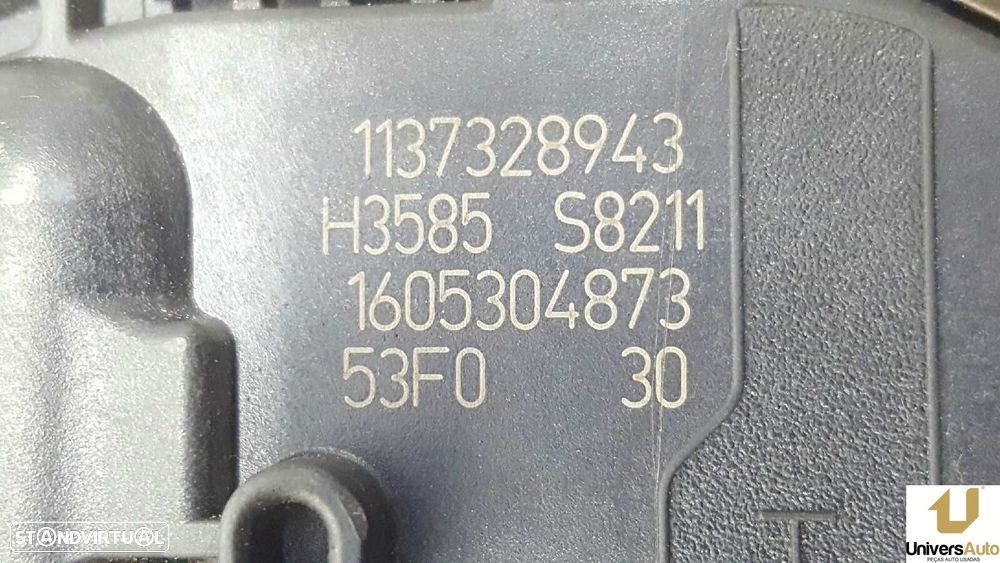 1137328943
H3585 S8211
1605304873
53F0 30
T
STANDVIRTUAL
UniversAuto
PEÇAS AUTO USADAS